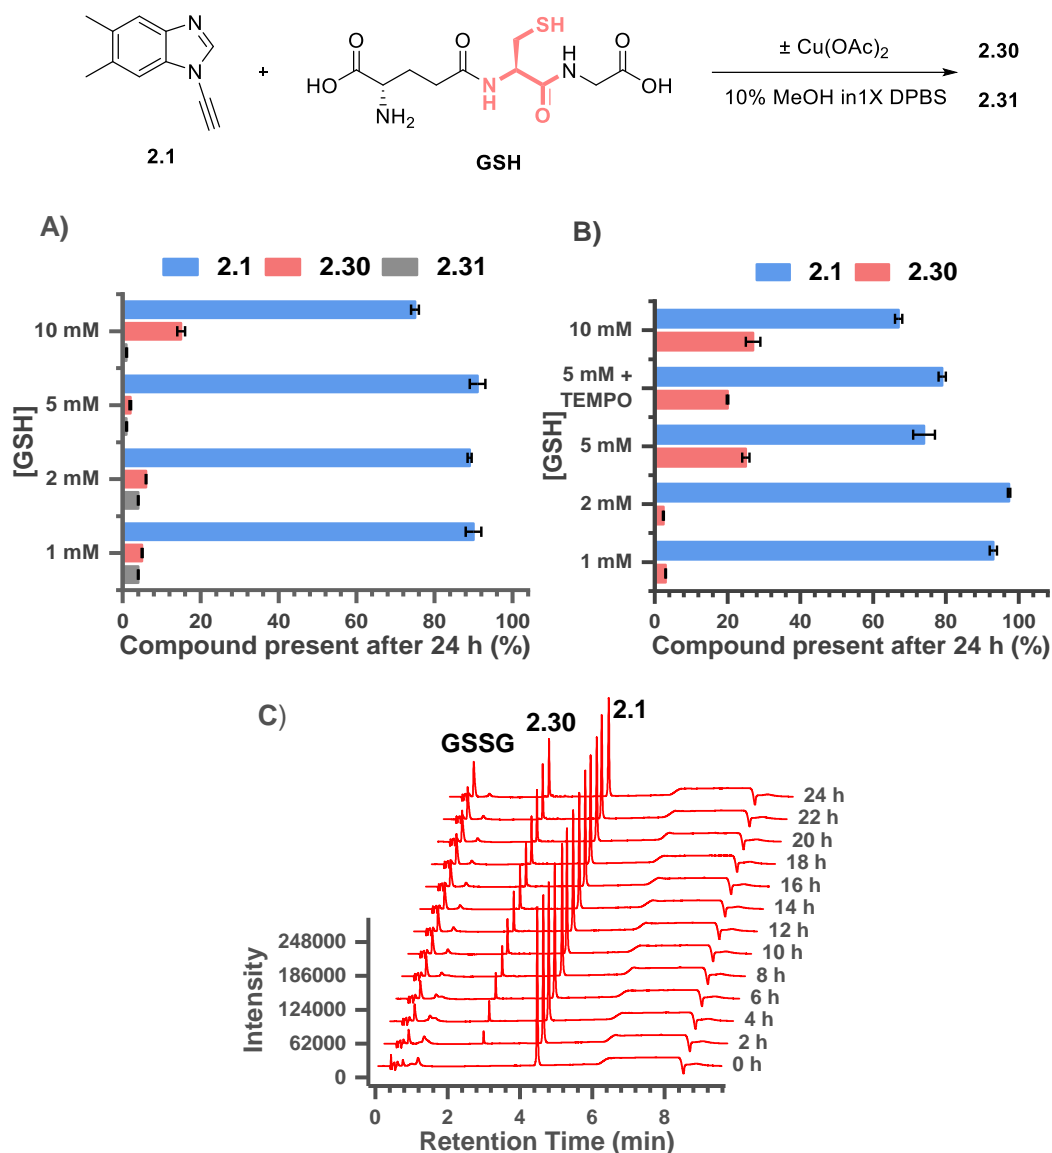 N
N
2.1
+
HO
O
NH2
O
N
H
SH
O
H
N
O
OH
GSH
± Cu(OAc)2
10% MeOH in1X DPBS
2.30
2.31
A)
2.1 2.30 2.31
[GSH]
10 mM
5 mM
2 mM
1 mM
0 20 40 60 80 100
Compound present after 24 h (%)
B)
2.1 2.30
[GSH]
10 mM
5 mM +
TEMPO
5 mM
2 mM
1 mM
0 20 40 60 80 100
Compound present after 24 h (%)
C)
GSSG 2.30 2.1
24 h
22 h
20 h
18 h
16 h
14 h
12 h
10 h
8 h
6 h
4 h
2 h
0 h
Intensity
248000
186000
124000
62000
0
0 2 4 6 8
Retention Time (min)